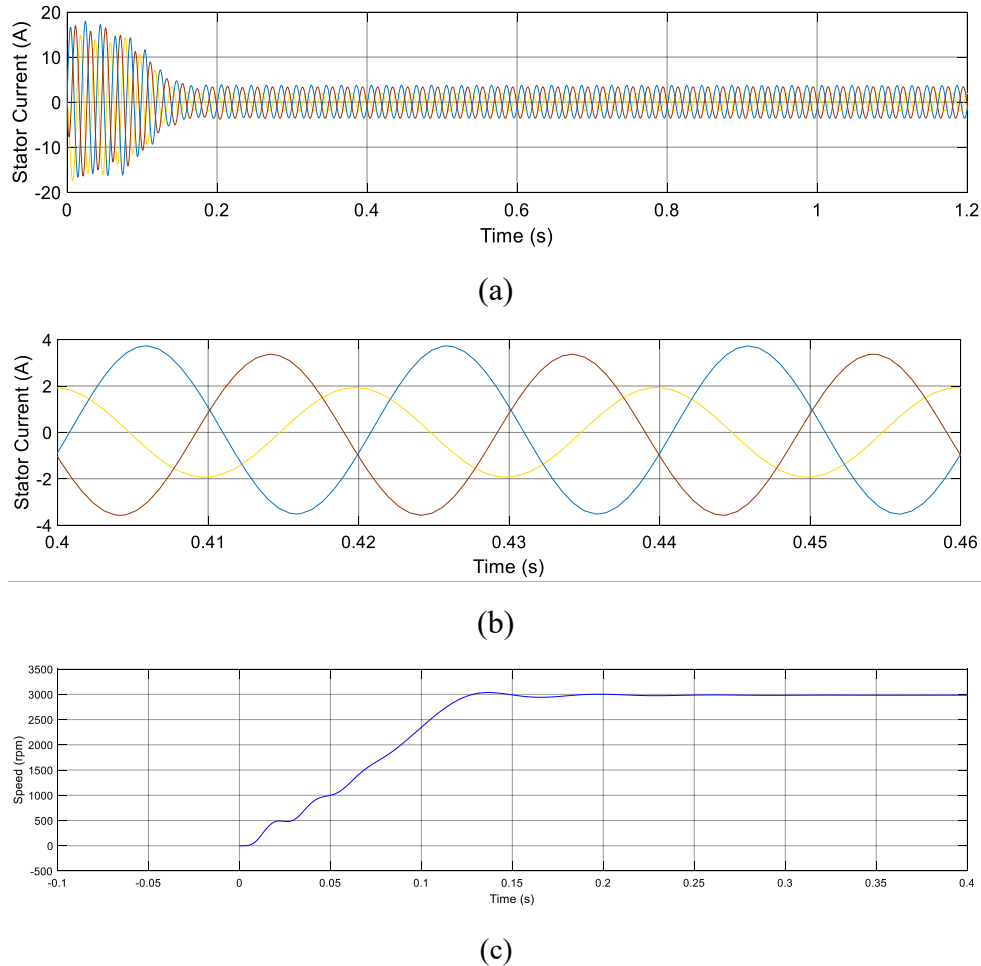 20
10
0
-10
-20
Stator Current (A)
0 0.2 0.4 0.6 0.8 1 1.2
Time (s)
(a)
4
2
0
-2
-4
Stator Current (A)
0.4 0.41 0.42 0.43 0.44 0.45 0.46
Time (s)
(b)
3500
3000
2500
2000
1500
1000
500
0
-500
Speed (rpm)
-0.1 -0.05 0 0.05 0.1 0.15 0.2 0.25 0.3 0.35 0.4
Time (s)
(c)